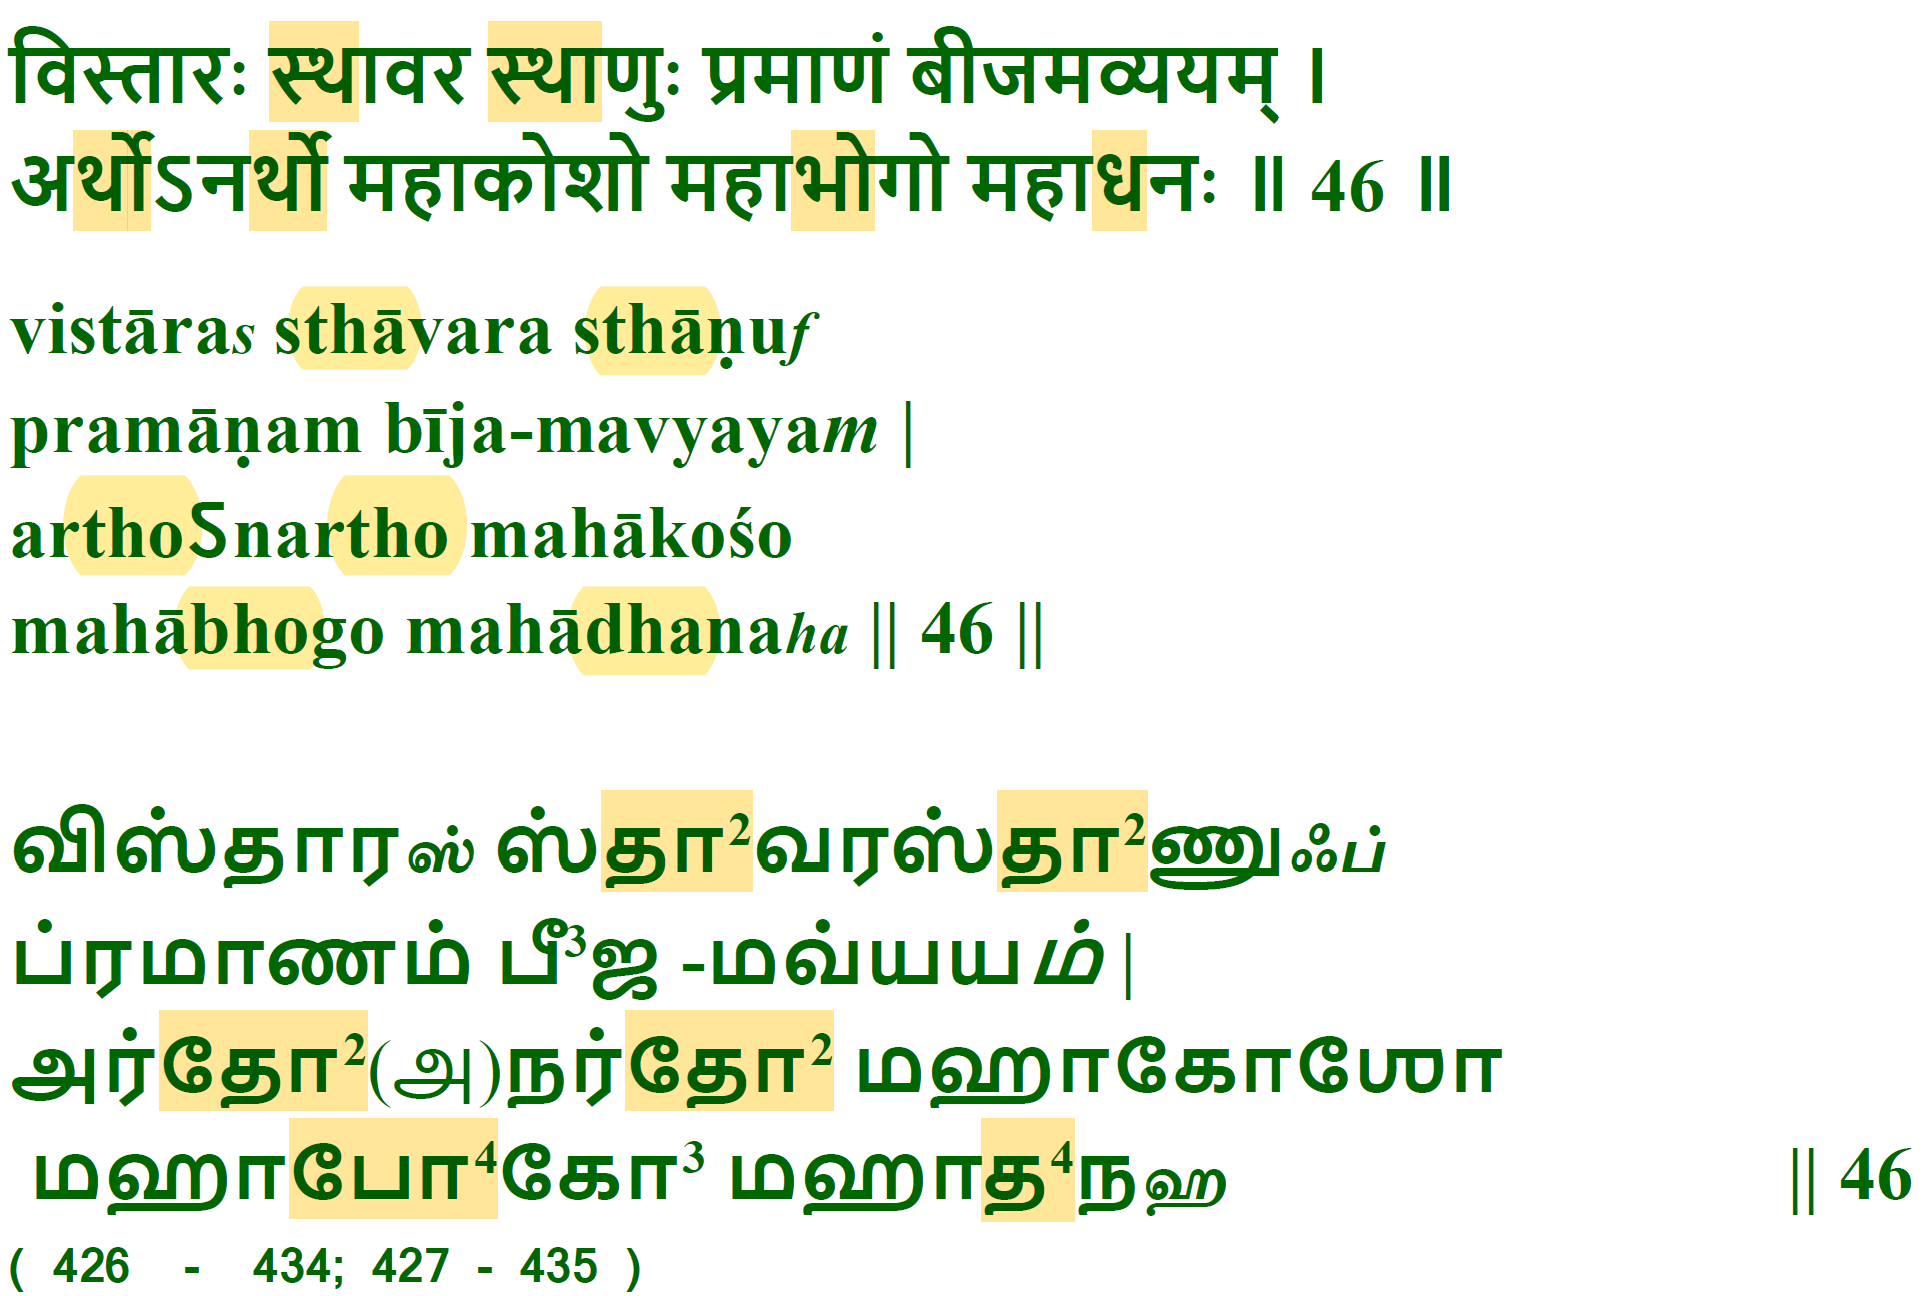 विस्तारः स्थावर स्थाणुः प्रमाणं बीजमव्ययम् ।
अर्थोऽनर्थो महाकोशो महाभोगो महाधनः ॥ 46 ॥
vistāras sthāvara sthāṇuf
pramāṇam bīja-mavyayam |
arthoऽnartho mahākośo
mahābhogo mahādhanaha || 46 ||
விஸ்தாரஸ் ஸ்தா²வரஸ்தா²ணுஃப்
ப்ரமாணம் பீ³ஜ -மவ்யயம் |
அர்தோ²(அ)நர்தோ² மஹாகோஶோ
மஹாபோ⁴கோ³ மஹாத⁴நஹ || 46
( 426 - 434; 427 - 435 )